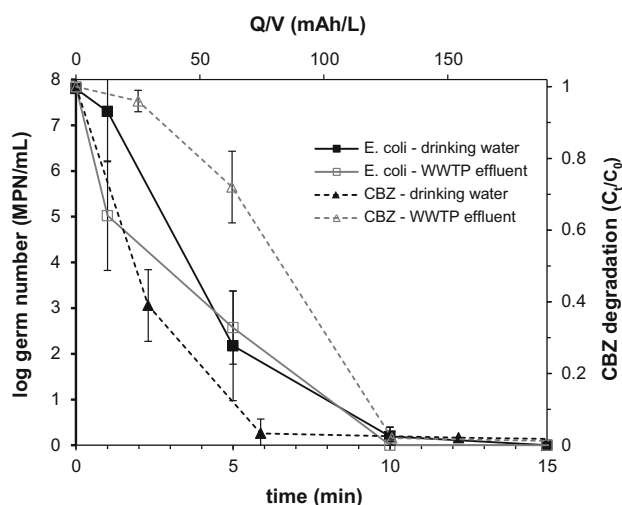 Q/V (mAh/L)
0 50 100 150
8 1
7
6 0.8
5 0.6
4
3 0.4
2
1 0.2
0 0
log germ number (MPN/mL)
CBZ degradation (Ct/C0)
E. coli - drinking water
E. coli - WWTP effluent
CBZ - drinking water
CBZ - WWTP effluent
0 5 10 15
time (min)